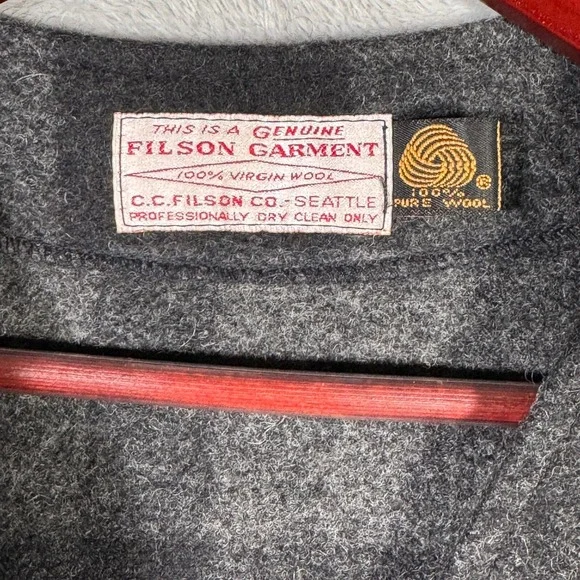 THIS IS A GENUINE
FILSON GARMENT
100% VIRGIN WOOL
C.C. FILSON CO.-SEATTLE
PROFESSIONALLY DRY CLEAN ONLY
100%
PURE WOOL ®